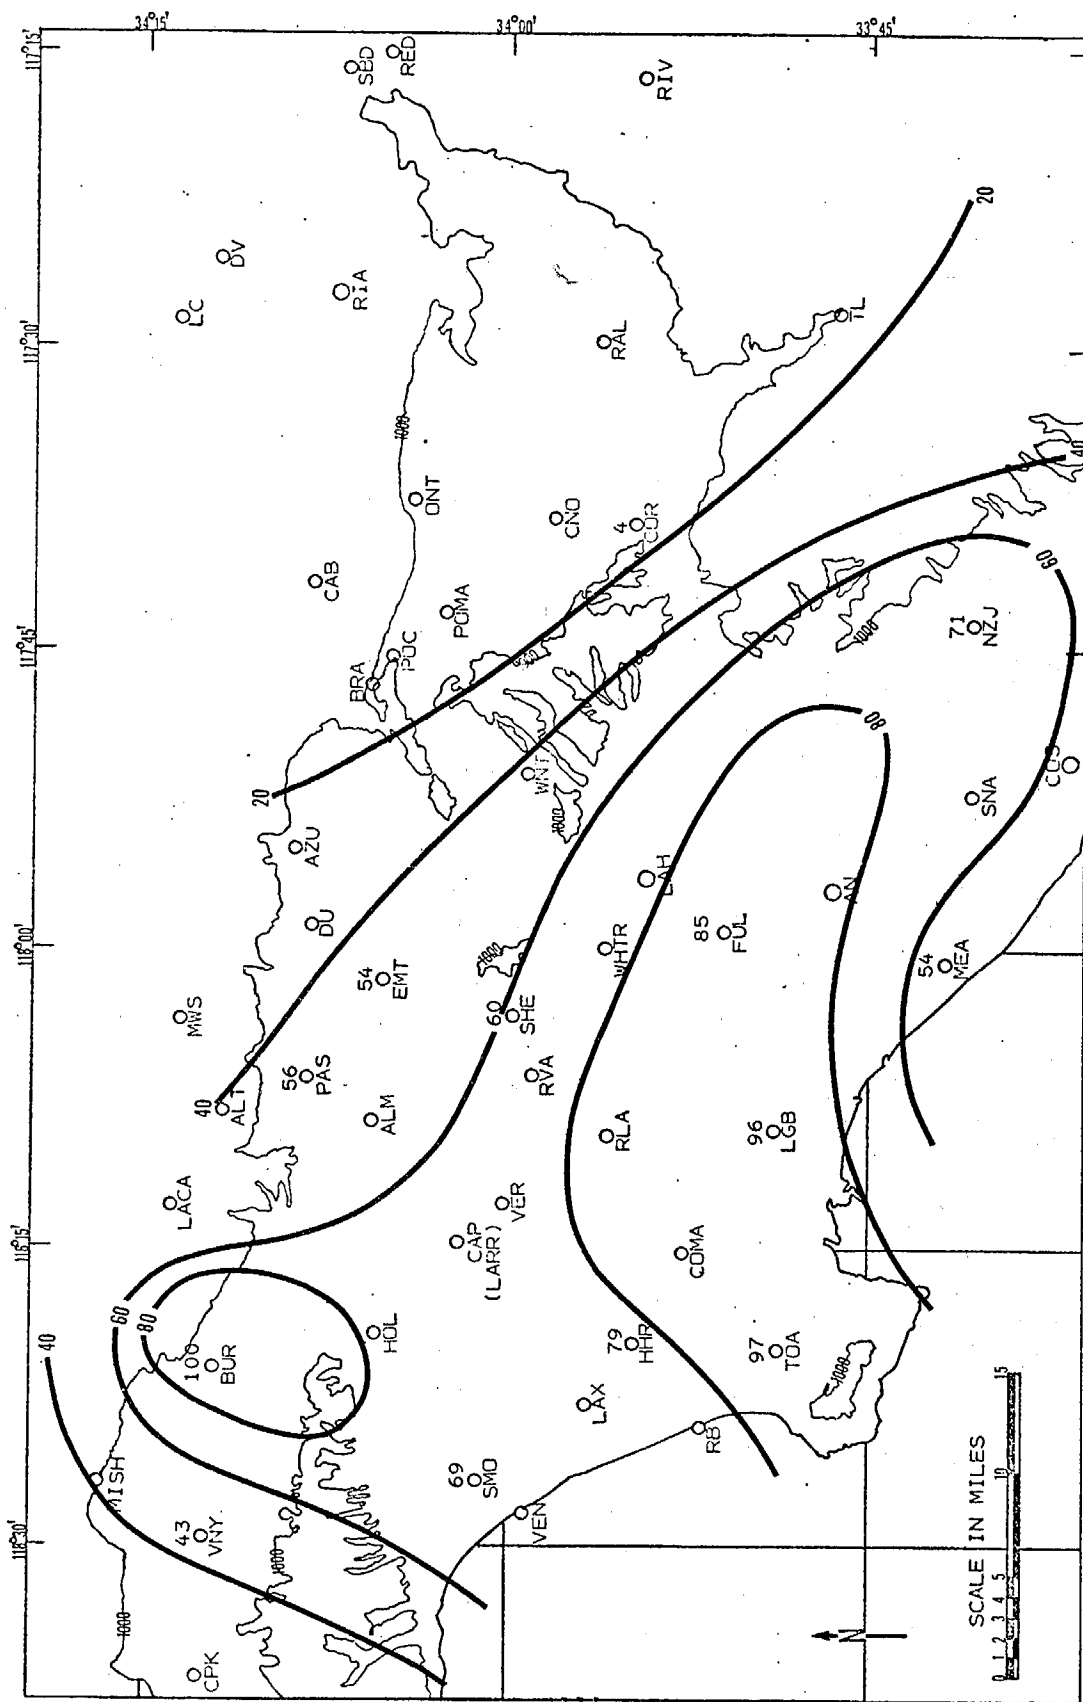 34°15'
34°00'
33°45'
117°15'
117°30'
117°45'
118°00'
118°15'
118°30'
SBD
RED
RIV
DV
LC
RIA
RAL
TL
20
1000
ONT
CNO
4
COR
CAB
POMA
BRA
POC
1000
40
60
71
NZJ
20
WNT
1000
80
COS
SNA
AZU
DU
LAH
AN
85
FUL
WHTR
1000
54
EMT
54
MEA
MWS
60
SHE
56
PAS
40
ALT
RVA
ALM
RLA
96
LGB
LACA
VER
CAP
(LARR)
COMA
40
60
80
100
BUR
HOL
79
HHR
97
TOA
1000
LAX
RB
MISH
69
SMO
VEN
43
VNY
1000
1000
CPK
N
SCALE IN MILES
0 1 2 3 4 5 10 15